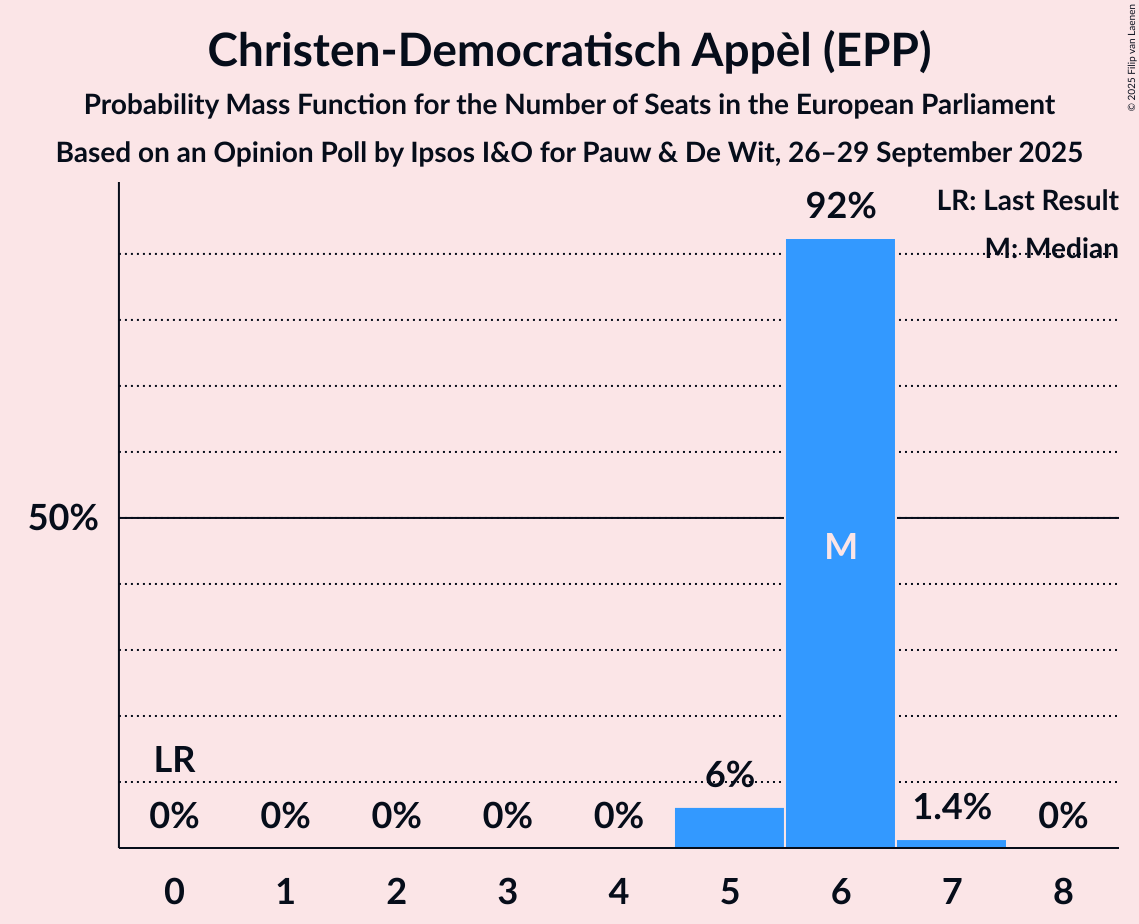 Christen-Democratisch Appèl (EPP)
Probability Mass Function for the Number of Seats in the European Parliament
Based on an Opinion Poll by Ipsos I&O for Pauw & De Wit, 26–29 September 2025
© 2025 Filip van Laenen
LR: Last Result
M: Median
92%
50%
M
LR
0% 0% 0% 0% 0% 6% 1.4% 0%
0 1 2 3 4 5 6 7 8